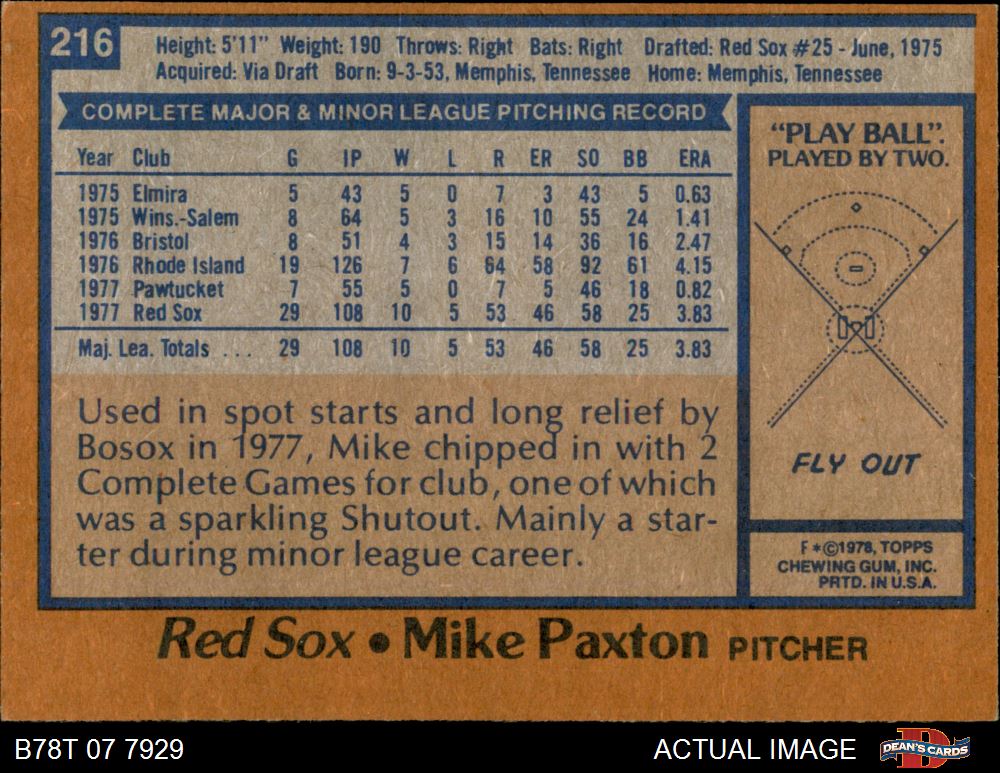 216
Height: 5'11" Weight: 190 Throws: Right Bats: Right Drafted: Red Sox #25 - June, 1975
Acquired: Via Draft Born: 9-3-53, Memphis, Tennessee Home: Memphis, Tennessee
COMPLETE MAJOR & MINOR LEAGUE PITCHING RECORD
Year Club G IP W L R ER SO BB ERA
1975 Elmira 5 43 5 0 7 3 43 5 0.63
1975 Wins.-Salem 8 64 5 3 16 10 55 24 1.41
1976 Bristol 8 51 4 3 15 14 36 16 2.47
1976 Rhode Island 19 126 7 6 64 58 92 61 4.15
1977 Pawtucket 7 55 5 0 7 5 46 18 0.82
1977 Red Sox 29 108 10 5 53 46 58 25 3.83
Maj. Lea. Totals ... 29 108 10 5 53 46 58 25 3.83
Used in spot starts and long relief by
Bosox in 1977, Mike chipped in with 2
Complete Games for club, one of which
was a sparkling Shutout. Mainly a star-
ter during minor league career.
"PLAY BALL".
PLAYED BY TWO.
FLY OUT
F*©1978, TOPPS
CHEWING GUM, INC.
PRTD. IN U.S.A.
Red Sox • Mike Paxton PITCHER
B78T 07 7929
ACTUAL IMAGE
DEAN'S CARDS